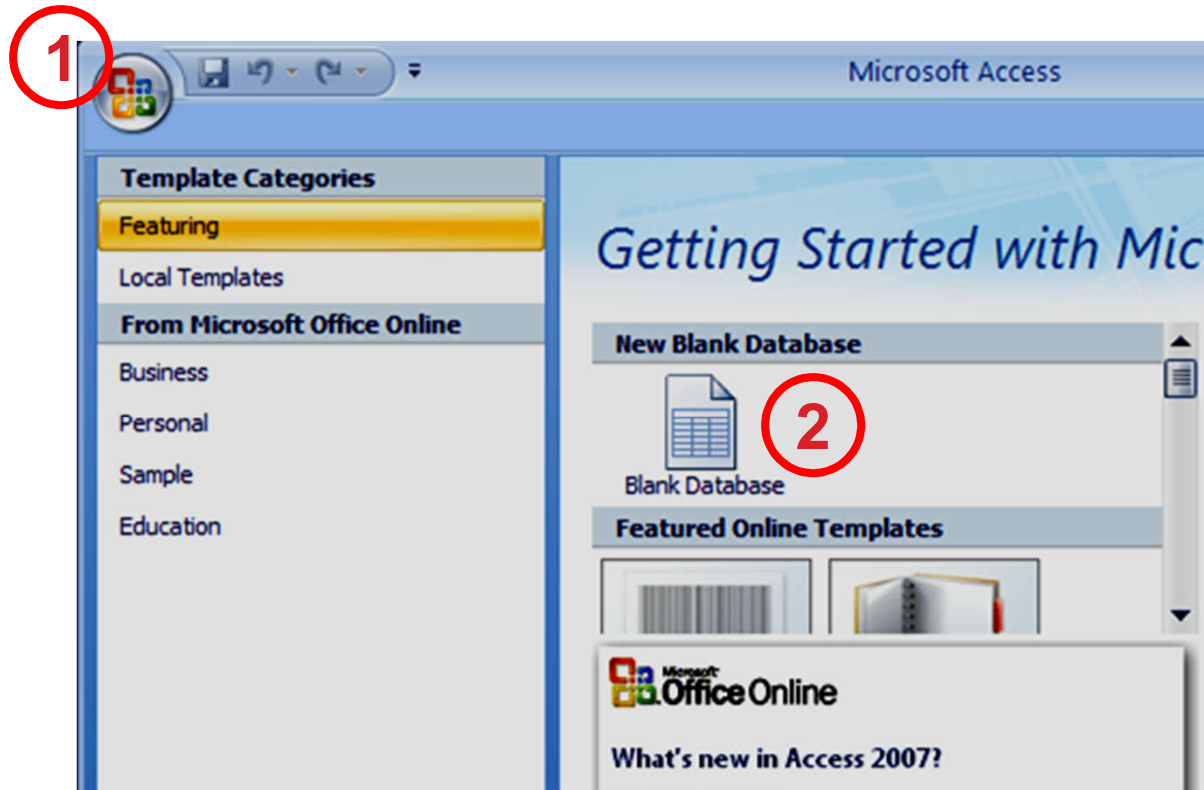 1
Microsoft Access
Template Categories
Featuring
Local Templates
From Microsoft Office Online
Business
Personal
Sample
Education
Getting Started with Mic
New Blank Database
2
Blank Database
Featured Online Templates
Microsoft
Office Online
What's new in Access 2007?